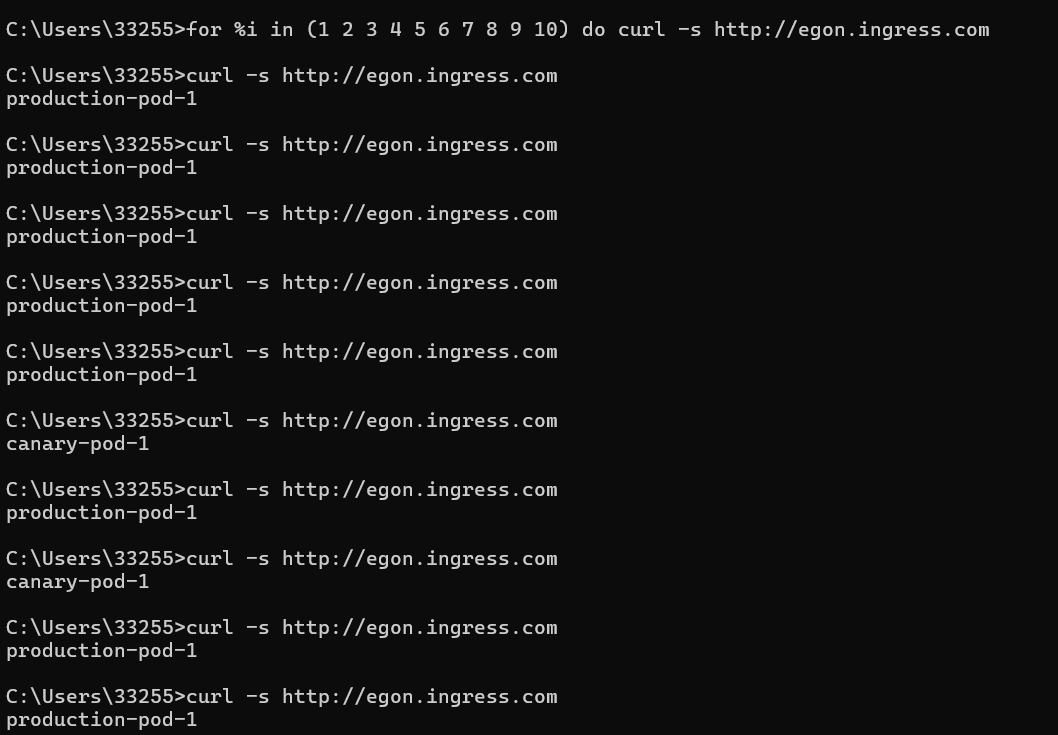 C:\Users\33255>for %i in (1 2 3 4 5 6 7 8 9 10) do curl -s http://egon.ingress.com
C:\Users\33255>curl -s http://egon.ingress.com
production-pod-1
C:\Users\33255>curl -s http://egon.ingress.com
production-pod-1
C:\Users\33255>curl -s http://egon.ingress.com
production-pod-1
C:\Users\33255>curl -s http://egon.ingress.com
production-pod-1
C:\Users\33255>curl -s http://egon.ingress.com
production-pod-1
C:\Users\33255>curl -s http://egon.ingress.com
canary-pod-1
C:\Users\33255>curl -s http://egon.ingress.com
production-pod-1
C:\Users\33255>curl -s http://egon.ingress.com
canary-pod-1
C:\Users\33255>curl -s http://egon.ingress.com
production-pod-1
C:\Users\33255>curl -s http://egon.ingress.com
production-pod-1